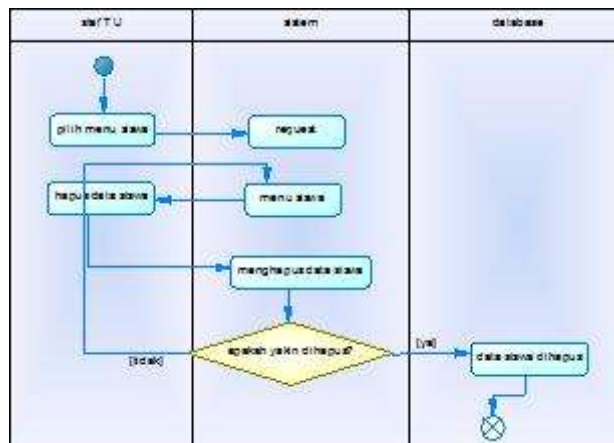 staf TU
sistem
database
pilih menu siswa
request
hapus data siswa
menu siswa
menghapus data siswa
apakah yakin dihapus?
[tidak]
[ya]
data siswa dihapus